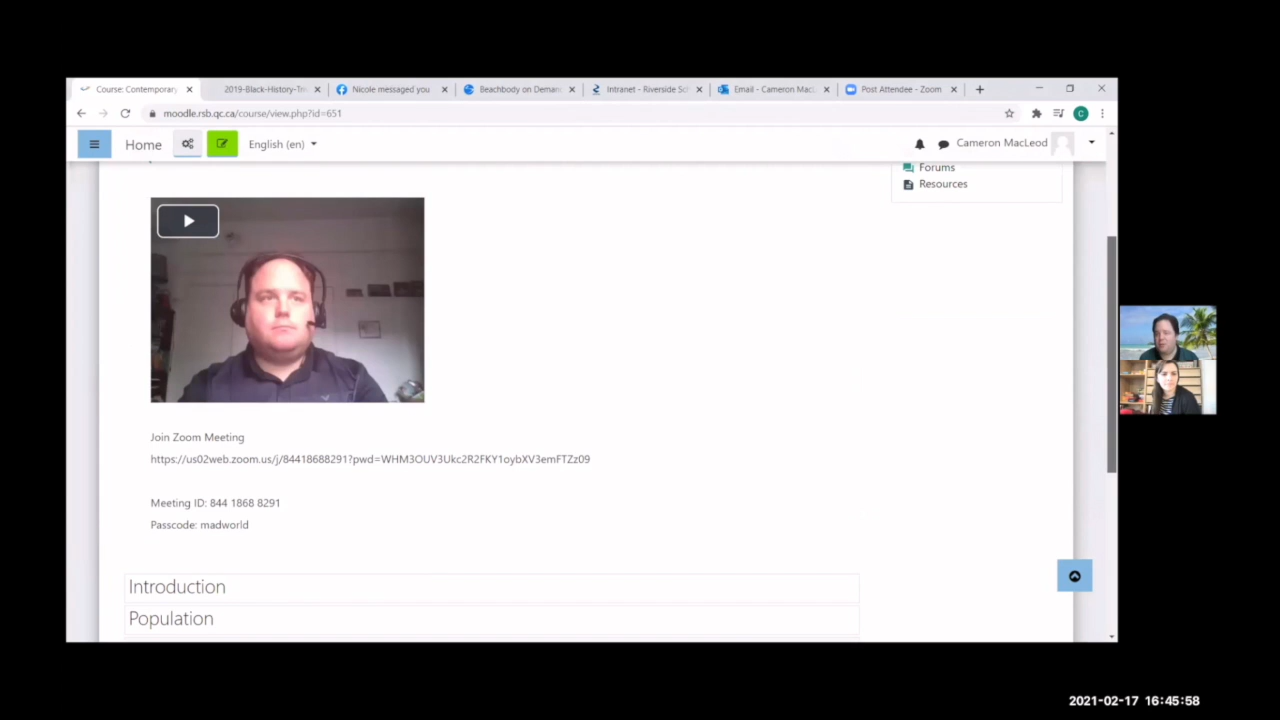 Course: Contemporary
2019-Black-History-Tri
Nicole messaged you
Beachbody on Deman
Intranet - Riverside Sch
Email - Cameron MacL
Post Attendee - Zoom
moodle.rsb.qc.ca/course/view.php?id=651
Home
English (en)
Cameron MacLeod
Forums
Resources
Join Zoom Meeting
https://us02web.zoom.us/j/84418688291?pwd=WHM3OUV3Ukc2R2FKY1oybXV3emFTZz09
Meeting ID: 844 1868 8291
Passcode: madworld
Introduction
Population
2021-02-17 16:45:58